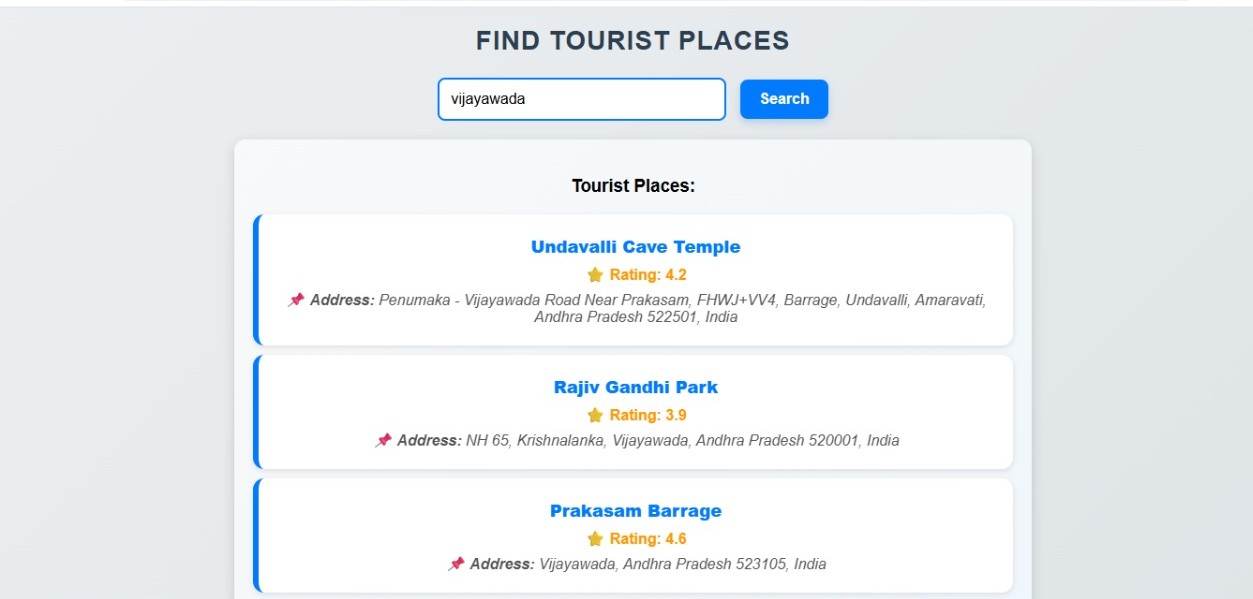 FIND TOURIST PLACES
vijayawada
Search
Tourist Places:
Undavalli Cave Temple
⭐ Rating: 4.2
📌 Address: Penumaka - Vijayawada Road Near Prakasam, FHWJ+VV4, Barrage, Undavalli, Amaravati,
Andhra Pradesh 522501, India
Rajiv Gandhi Park
⭐ Rating: 3.9
📌 Address: NH 65, Krishnalanka, Vijayawada, Andhra Pradesh 520001, India
Prakasam Barrage
⭐ Rating: 4.6
📌 Address: Vijayawada, Andhra Pradesh 523105, India